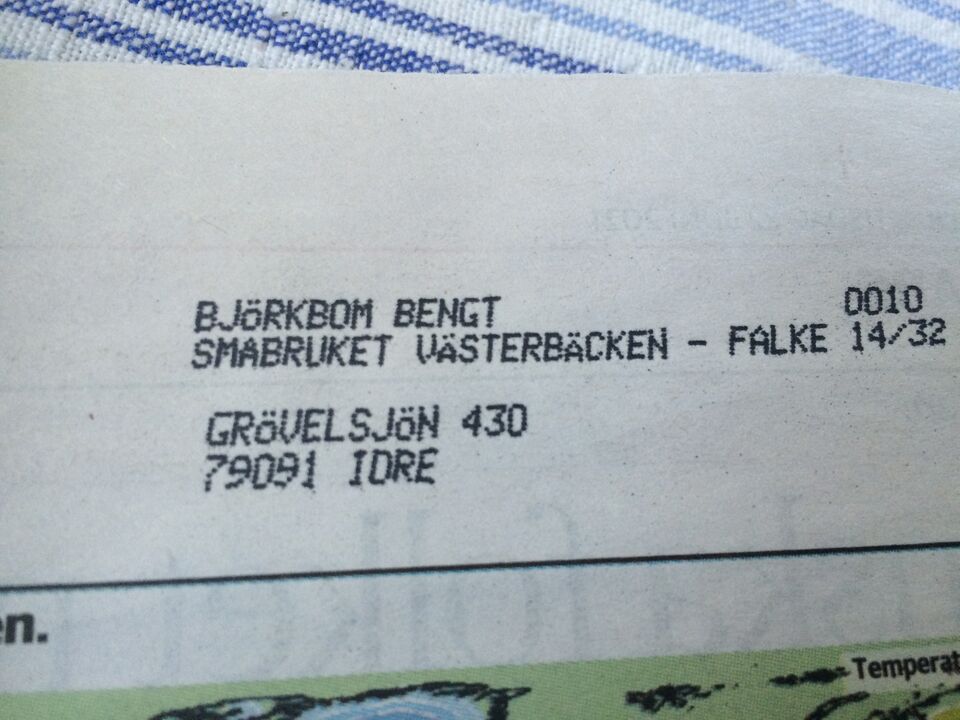 BJÖRKBOM BENGT 0010
SMABRUKET VÄSTERBÄCKEN - FALKE 14/32
GRÖVELSJÖN 430
79091 IDRE
en.
Temperat